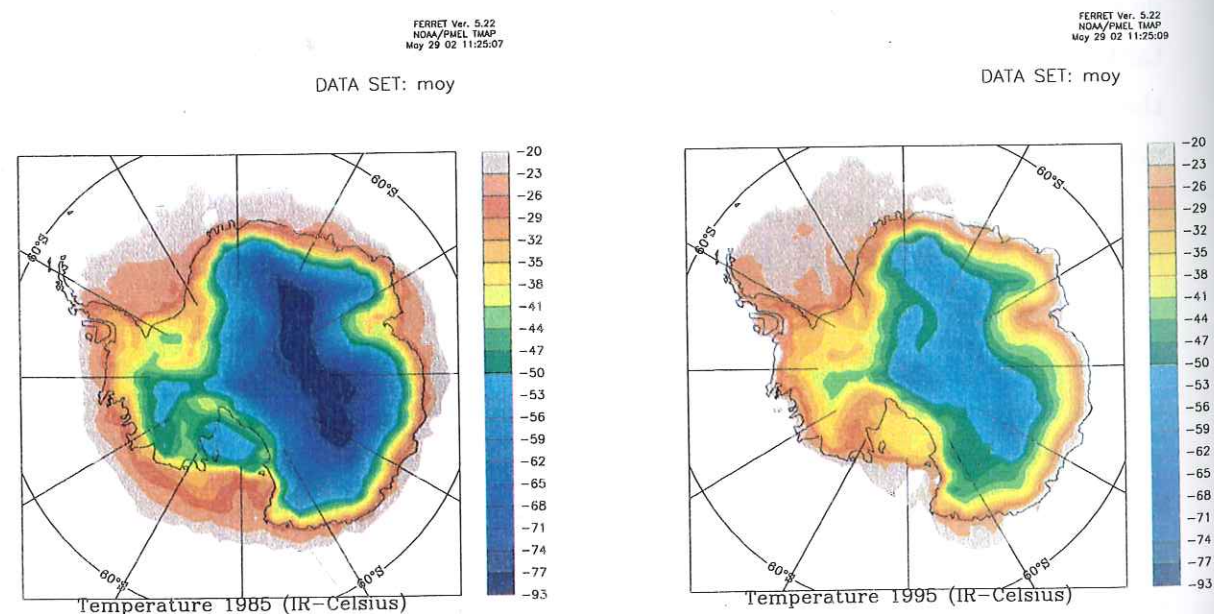 FERRET Ver. 5.22
NOAA/PMEL TMAP
May 29 02 11:25:07
DATA SET: moy
60°S
60°S
60°S
60°S
-20
-23
-26
-29
-32
-35
-38
-41
-44
-47
-50
-53
-56
-59
-62
-65
-68
-71
-74
-77
-93
Temperature 1985 (IR-Celsius)
FERRET Ver. 5.22
NOAA/PMEL TMAP
May 29 02 11:25:09
DATA SET: moy
60°S
60°S
60°S
60°S
-20
-23
-26
-29
-32
-35
-38
-41
-44
-47
-50
-53
-56
-59
-62
-65
-68
-71
-74
-77
-93
Temperature 1995 (IR-Celsius)